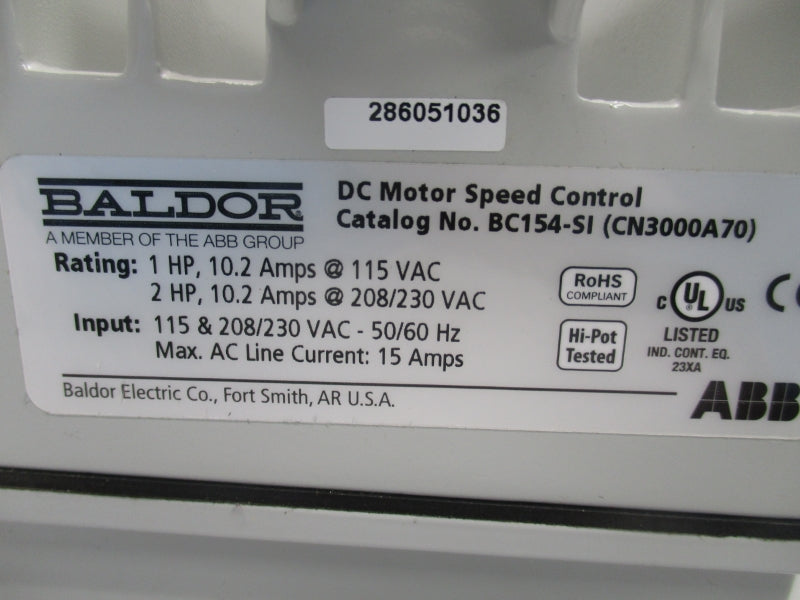 286051036
BALDOR®
A MEMBER OF THE ABB GROUP
DC Motor Speed Control
Catalog No. BC154-SI (CN3000A70)
Rating: 1 HP, 10.2 Amps @ 115 VAC
2 HP, 10.2 Amps @ 208/230 VAC
Input: 115 & 208/230 VAC - 50/60 Hz
Max. AC Line Current: 15 Amps
RoHS
COMPLIANT
Hi-Pot
Tested
C UL® US
LISTED
IND. CONT. EQ.
23XA
Baldor Electric Co., Fort Smith, AR U.S.A.
ABB